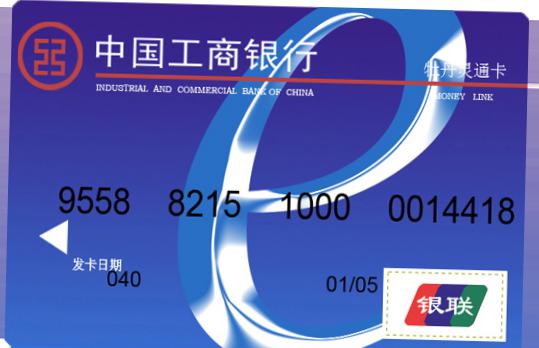 中国工商银行
INDUSTRIAL AND COMMERCIAL BANK OF CHINA
牡丹灵通卡
MONEY LINK
9558 8215 1000 0014418
发卡日期
040 01/05
银联